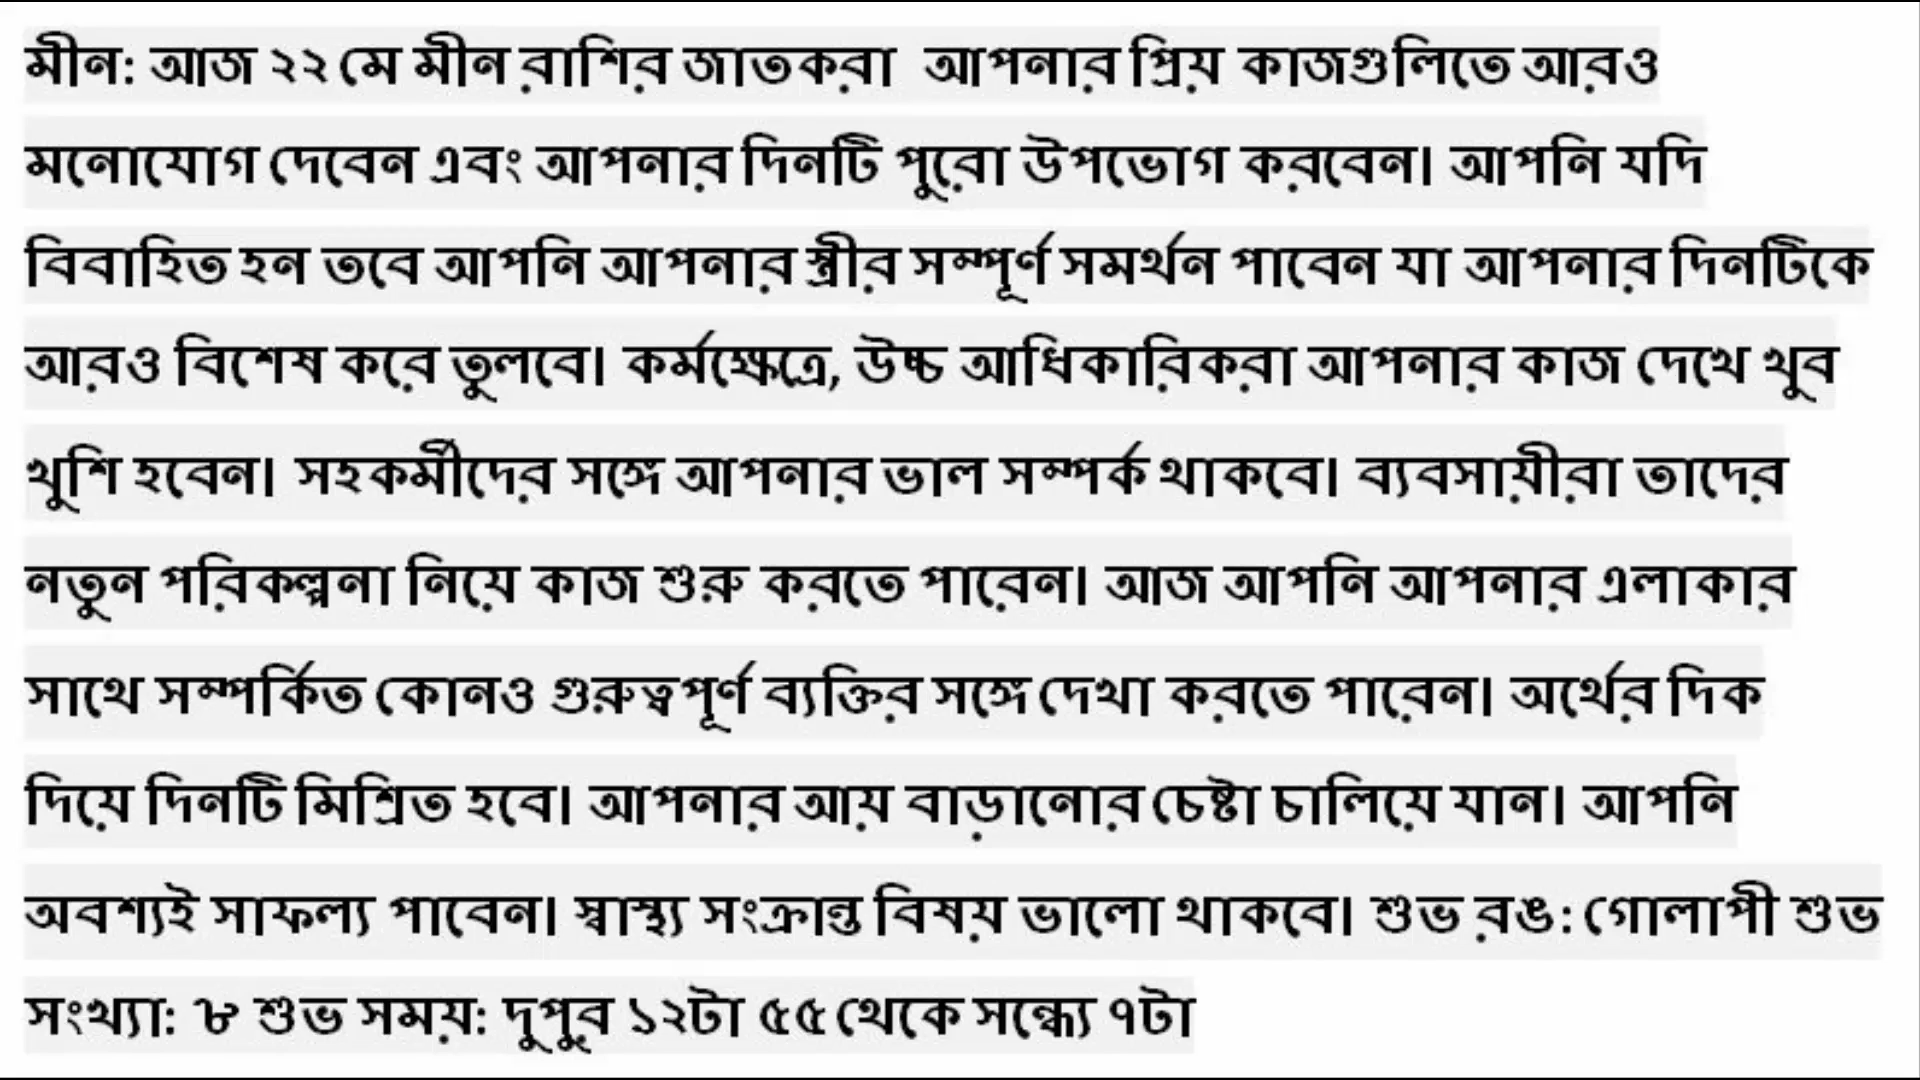 মীন: আজ ২২ মে মীন রাশির জাতকরা আপনার প্রিয় কাজগুলিতে আরও
মনোযোগ দেবেন এবং আপনার দিনটি পুরো উপভোগ করবেন। আপনি যদি
বিবাহিত হন তবে আপনি আপনার স্ত্রীর সম্পূর্ণ সমর্থন পাবেন যা আপনার দিনটিকে
আরও বিশেষ করে তুলবে। কর্মক্ষেত্রে, উচ্চ আধিকারিকরা আপনার কাজ দেখে খুব
খুশি হবেন। সহকর্মীদের সঙ্গে আপনার ভাল সম্পর্ক থাকবে। ব্যবসায়ীরা তাদের
নতুন পরিকল্পনা নিয়ে কাজ শুরু করতে পারেন। আজ আপনি আপনার এলাকার
সাথে সম্পর্কিত কোনও গুরুত্বপূর্ণ ব্যক্তির সঙ্গে দেখা করতে পারেন। অর্থের দিক
দিয়ে দিনটি মিশ্রিত হবে। আপনার আয় বাড়ানোর চেষ্টা চালিয়ে যান। আপনি
অবশ্যই সাফল্য পাবেন। স্বাস্থ্য সংক্রান্ত বিষয় ভালো থাকবে। শুভ রঙ: গোলাপী শুভ
সংখ্যা: ৮ শুভ সময়: দুপুর ১২টা ৫৫ থেকে সন্ধ্যে ৭টা